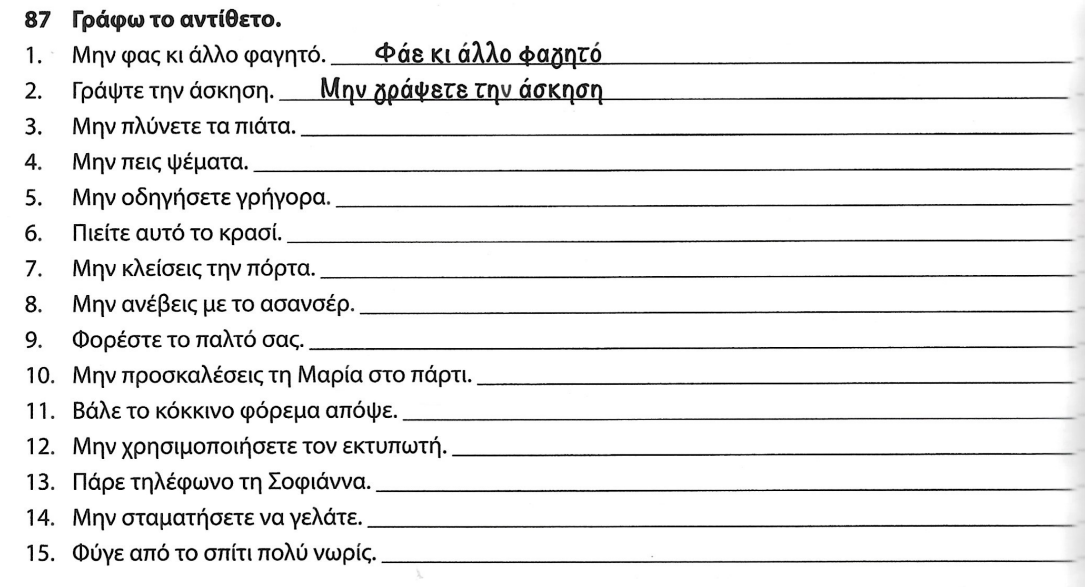 87 Γράφω το αντίθετο.
1. Μην φας κι άλλο φαγητό. Φάε κι άλλο φαγητό
2. Γράψτε την άσκηση. Μην γράψετε την άσκηση
3. Μην πλύνετε τα πιάτα.
4. Μην πεις ψέματα.
5. Μην οδηγήσετε γρήγορα.
6. Πιείτε αυτό το κρασί.
7. Μην κλείσεις την πόρτα.
8. Μην ανέβεις με το ασανσέρ.
9. Φορέστε το παλτό σας.
10. Μην προσκαλέσεις τη Μαρία στο πάρτι.
11. Βάλε το κόκκινο φόρεμα απόψε.
12. Μην χρησιμοποιήσετε τον εκτυπωτή.
13. Πάρε τηλέφωνο τη Σοφιάννα.
14. Μην σταματήσετε να γελάτε.
15. Φύγε από το σπίτι πολύ νωρίς.